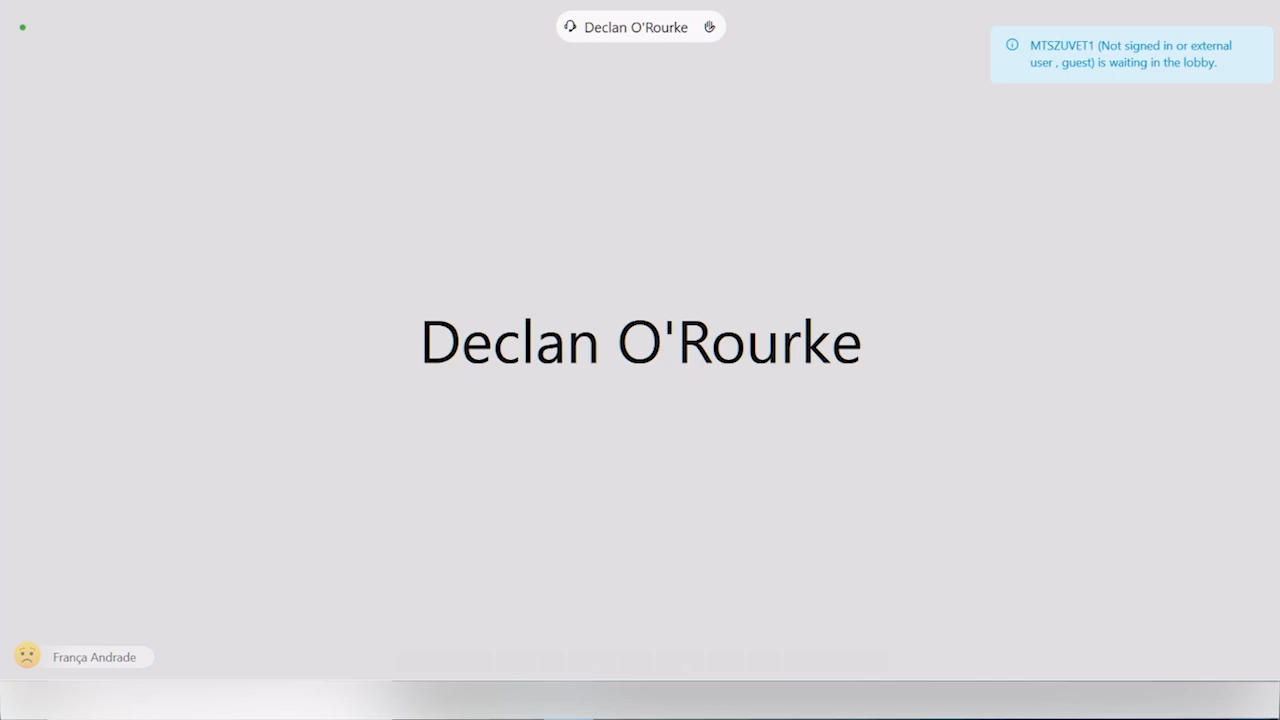 Declan O'Rourke
MTSZUVET1 (Not signed in or external
user , guest) is waiting in the lobby.
Declan O'Rourke
França Andrade